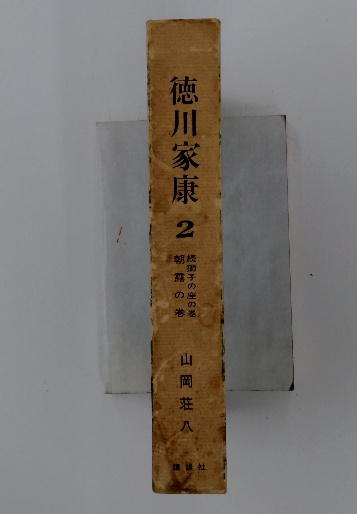 徳川家康
2
続獅子の座の巻
朝霧の巻
山岡荘八
講談社